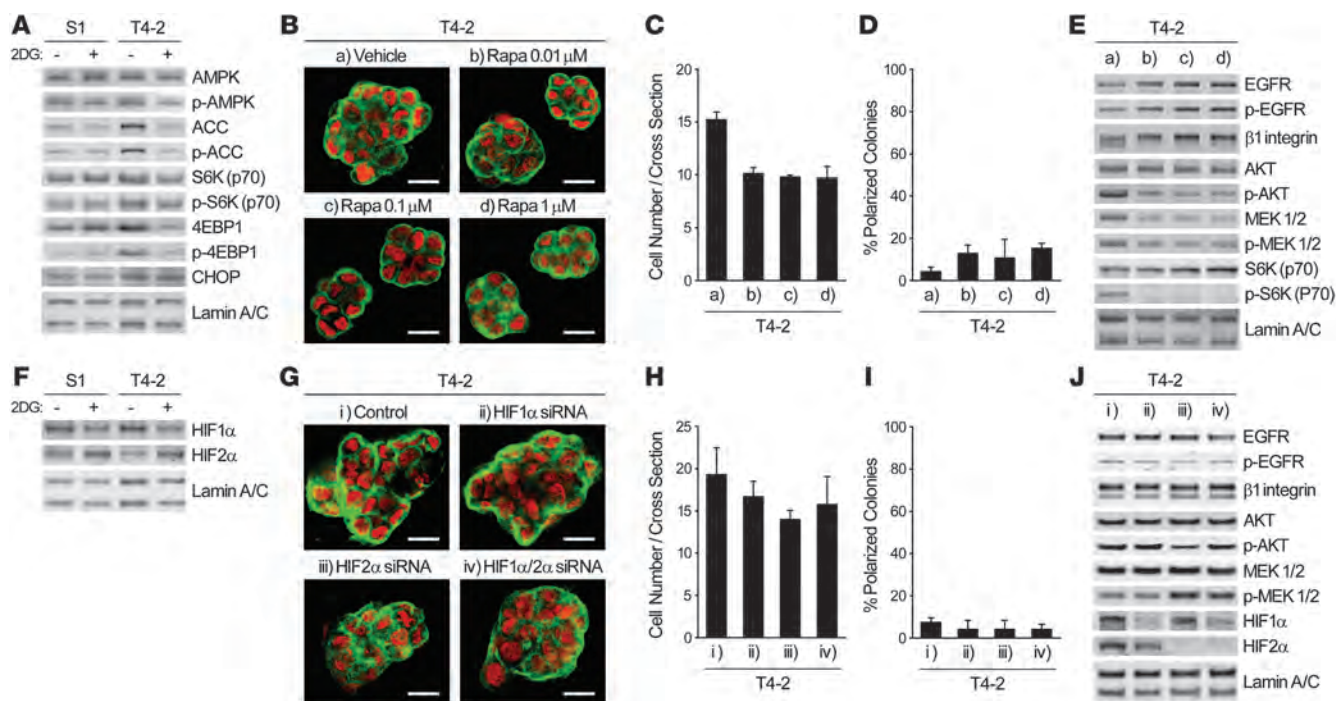 A
S1 T4-2
2DG: - + - +
AMPK
p-AMPK
ACC
p-ACC
S6K (p70)
p-S6K (p70)
4EBP1
p-4EBP1
CHOP
Lamin A/C
B
T4-2
a) Vehicle b) Rapa 0.01 μM
c) Rapa 0.1 μM d) Rapa 1 μM
C
Cell Number / Cross Section
20
15
10
5
0
a) b) c) d)
T4-2
D
% Polarized Colonies
100
80
60
40
20
0
a) b) c) d)
T4-2
E
T4-2
a) b) c) d)
EGFR
p-EGFR
β1 integrin
AKT
p-AKT
MEK 1/2
p-MEK 1/2
S6K (p70)
p-S6K (P70)
Lamin A/C
F
S1 T4-2
2DG: - + - +
HIF1α
HIF2α
Lamin A/C
G
T4-2
i) Control ii) HIF1α siRNA
iii) HIF2α siRNA iv) HIF1α/2α siRNA
H
Cell Number / Cross Section
25
20
15
10
5
0
i) ii) iii) iv)
T4-2
I
% Polarized Colonies
100
80
60
40
20
0
i) ii) iii) iv)
T4-2
J
T4-2
i) ii) iii) iv)
EGFR
p-EGFR
β1 integrin
AKT
p-AKT
MEK 1/2
p-MEK 1/2
HIF1α
HIF2α
Lamin A/C